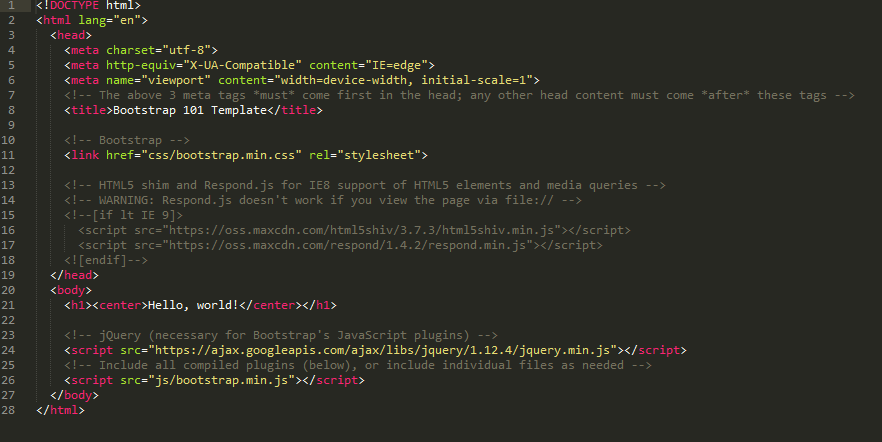 1 <!DOCTYPE html>
2 <html lang="en">
3 <head>
4 <meta charset="utf-8">
5 <meta http-equiv="X-UA-Compatible" content="IE=edge">
6 <meta name="viewport" content="width=device-width, initial-scale=1">
7 <!-- The above 3 meta tags *must* come first in the head; any other head content must come *after* these tags -->
8 <title>Bootstrap 101 Template</title>
9
10 <!-- Bootstrap -->
11 <link href="css/bootstrap.min.css" rel="stylesheet">
12
13 <!-- HTML5 shim and Respond.js for IE8 support of HTML5 elements and media queries -->
14 <!-- WARNING: Respond.js doesn't work if you view the page via file:// -->
15 <!--[if lt IE 9]>
16 <script src="https://oss.maxcdn.com/html5shiv/3.7.3/html5shiv.min.js"></script>
17 <script src="https://oss.maxcdn.com/respond/1.4.2/respond.min.js"></script>
18 <![endif]-->
19 </head>
20 <body>
21 <h1><center>Hello, world!</center></h1>
22
23 <!-- jQuery (necessary for Bootstrap's JavaScript plugins) -->
24 <script src="https://ajax.googleapis.com/ajax/libs/jquery/1.12.4/jquery.min.js"></script>
25 <!-- Include all compiled plugins (below), or include individual files as needed -->
26 <script src="js/bootstrap.min.js"></script>
27 </body>
28 </html>